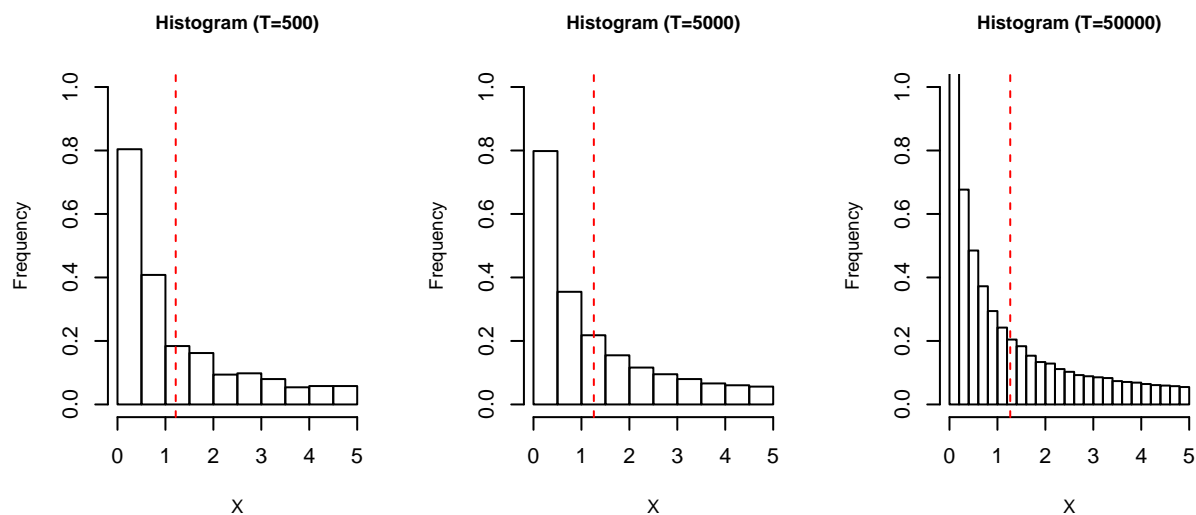 Histogram (T=500)
Histogram (T=5000)
Histogram (T=50000)
Frequency
0.0 0.2 0.4 0.6 0.8 1.0
0 1 2 3 4 5
X
Frequency
0.0 0.2 0.4 0.6 0.8 1.0
0 1 2 3 4 5
X
Frequency
0.0 0.2 0.4 0.6 0.8 1.0
0 1 2 3 4 5
X